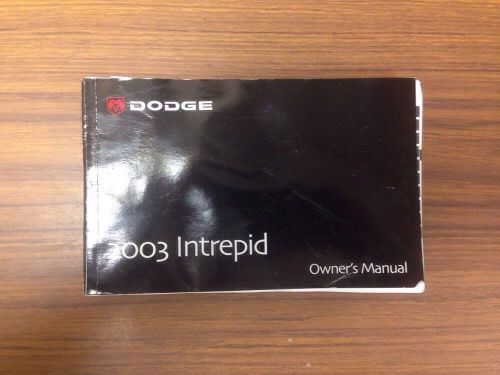 DODGE
2003 Intrepid
Owner's Manual